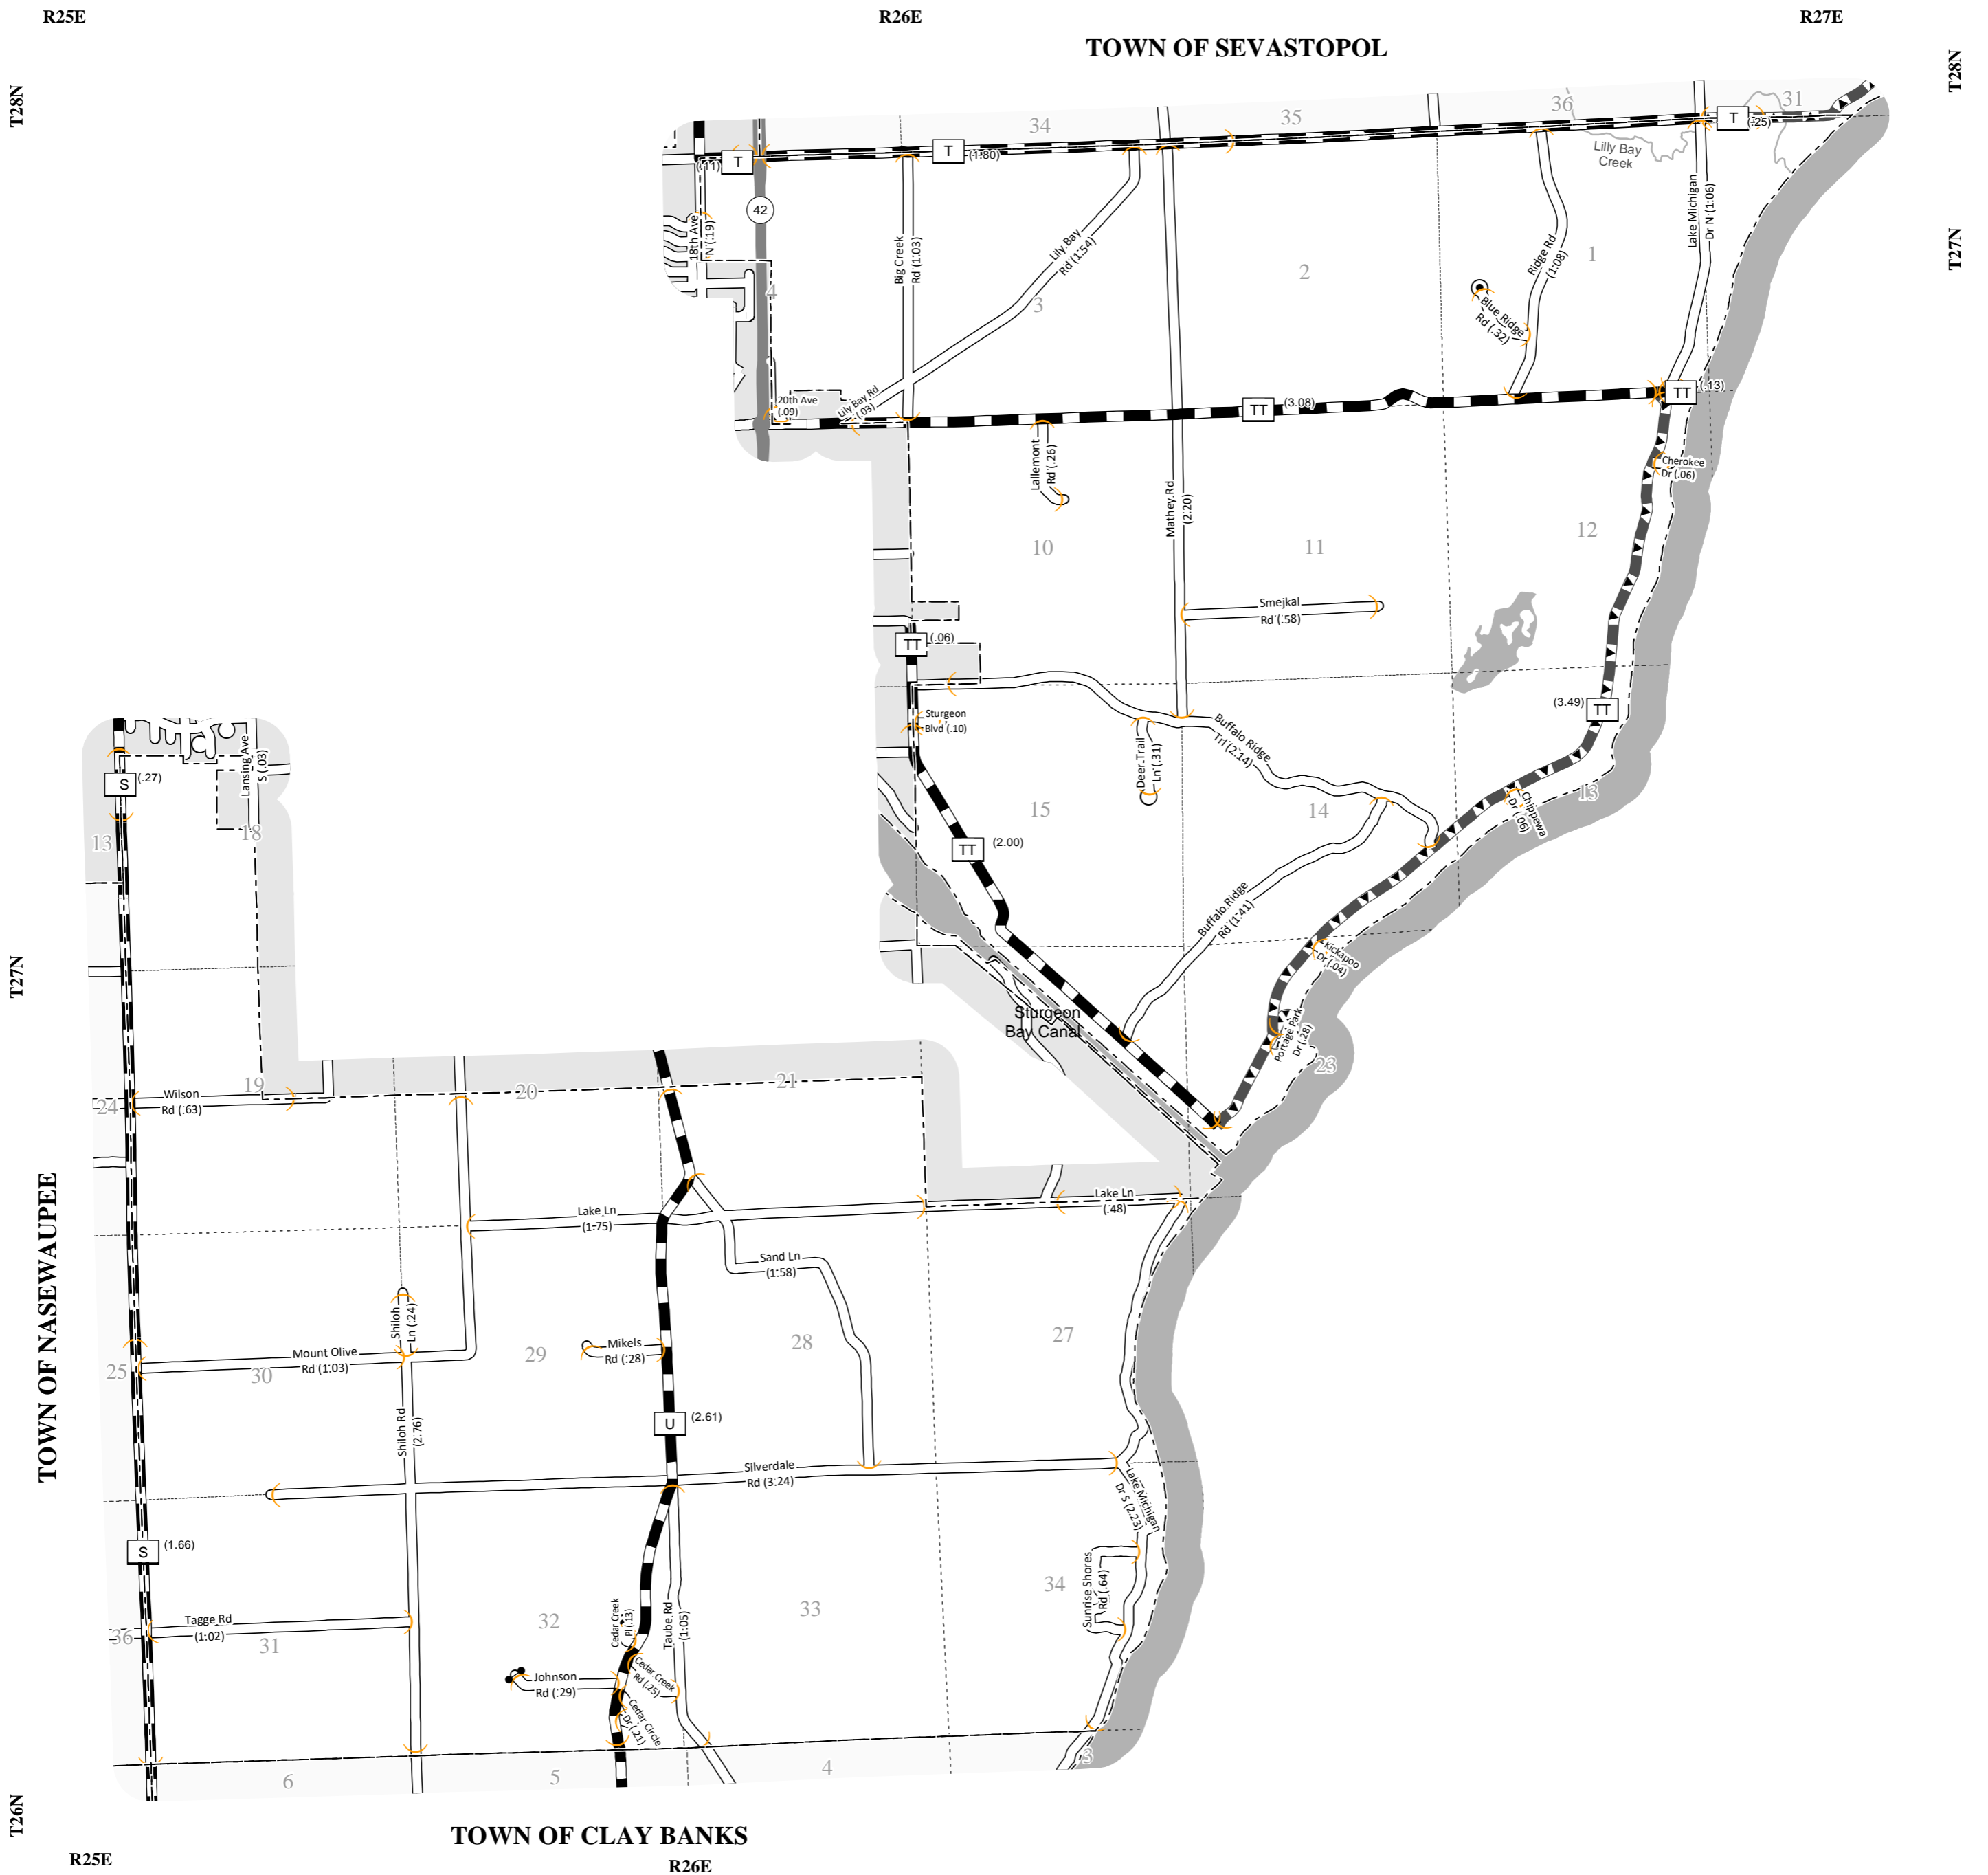 R25E
R26E
R27E
TOWN OF SEVASTOPOL
T28N
T28N
34
35
36
31
T
(.11)
T
(1.80)
T
(.25)
Lilly Bay
Creek
42
18th Ave
N (.19)
Big Creek
Rd (1.03)
Lily Bay
Rd (1.54)
Ridge Rd
(1.08)
Lake Michigan
Dr N (1.06)
T27N
4
3
2
1
Blue Ridge
Rd (.32)
20th Ave
(.09)
Lily Bay Rd
(.03)
TT
(3.08)
TT
(.13)
Lallemont
Rd (.26)
Mathey Rd
(2.20)
Cherokee
Dr (.06)
10
11
12
Smejkal
Rd (.58)
TT
(.06)
Sturgeon
Blvd (.10)
Deer Trail
Ln (.31)
Buffalo Ridge
Trl (2.14)
(3.49)
TT
Chippewa
Dr (.06)
S
(.27)
Lansing Ave
S (.03)
13
18
15
14
13
TT
(2.00)
Buffalo Ridge
Rd (1.41)
Kickapoo
Dr (.04)
T27N
Sturgeon
Bay Canal
Portage Park
Dr (.28)
23
24
19
20
21
Wilson
Rd (.63)
TOWN OF NASEWAUPEE
Lake Ln
(1.75)
Lake Ln
(.48)
Sand Ln
(1.58)
Shiloh
Ln (.24)
Mikels
Rd (.28)
Mount Olive
Rd (1.03)
25
30
29
28
27
Shiloh Rd
(2.76)
U
(2.61)
Silverdale
Rd (3.24)
Lake Michigan
Dr S (2.23)
S
(1.66)
Sunrise Shores
Rd (.64)
Tagge Rd
(1.02)
36
31
32
33
34
Cedar Creek
Pl (.13)
Taube Rd
(1.05)
Johnson
Rd (.29)
Cedar Creek
Rd (.25)
Cedar Circle
Dr (.21)
6
5
4
3
T26N
TOWN OF CLAY BANKS
R25E
R26E